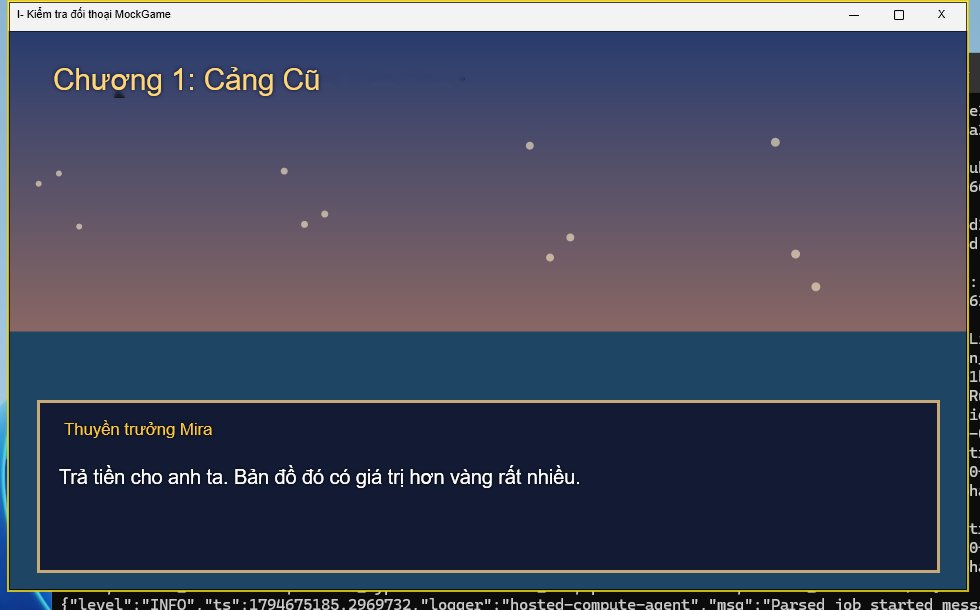 I- Kiểm tra đối thoại MockGame
Chương 1: Cảng Cũ
Thuyền trưởng Mira
Trả tiền cho anh ta. Bản đồ đó có giá trị hơn vàng rất nhiều.
{"level":"INFO","ts":1794675185.2969732,"logger":"hosted-compute-agent","msg":"Parsed job started mes